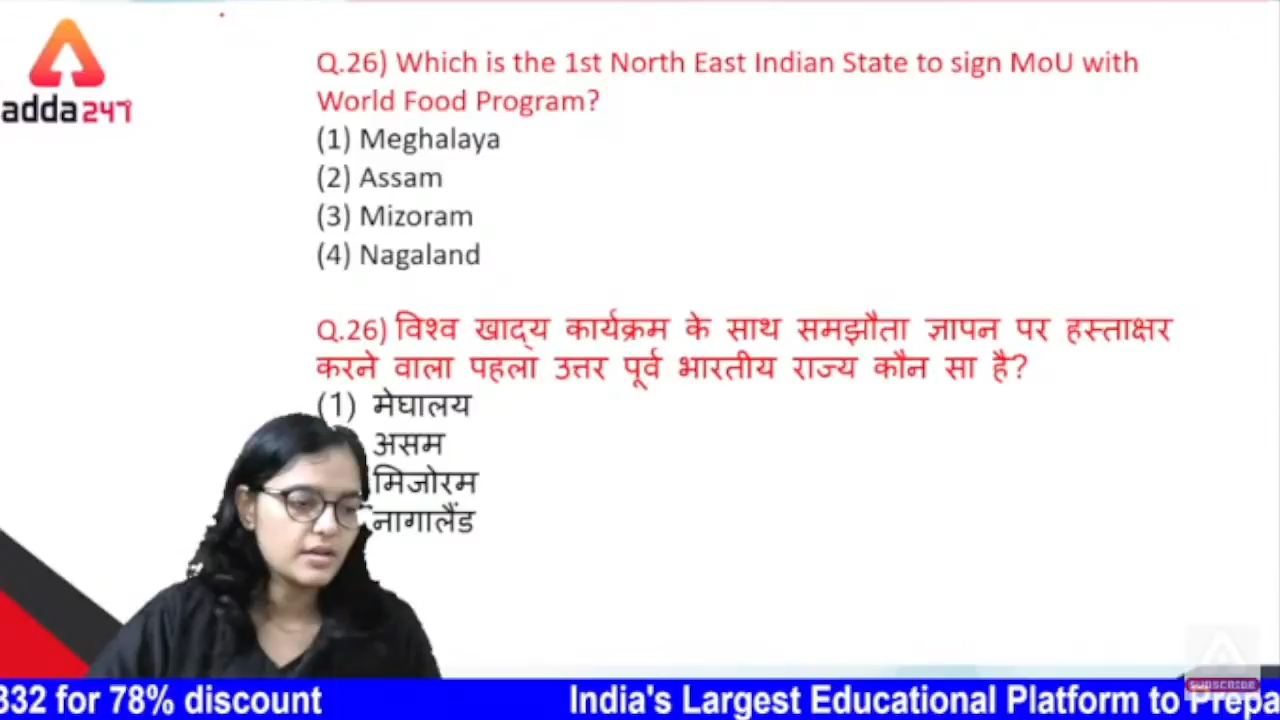 adda247
Q.26) Which is the 1st North East Indian State to sign MoU with
World Food Program?
(1) Meghalaya
(2) Assam
(3) Mizoram
(4) Nagaland
Q.26) विश्व खाद्य कार्यक्रम के साथ समझौता ज्ञापन पर हस्ताक्षर
करने वाला पहला उत्तर पूर्व भारतीय राज्य कौन सा है?
(1) मेघालय
असम
मिजोरम
नागालैंड
SUBSCRIBE
332 for 78% discount India's Largest Educational Platform to Prepa